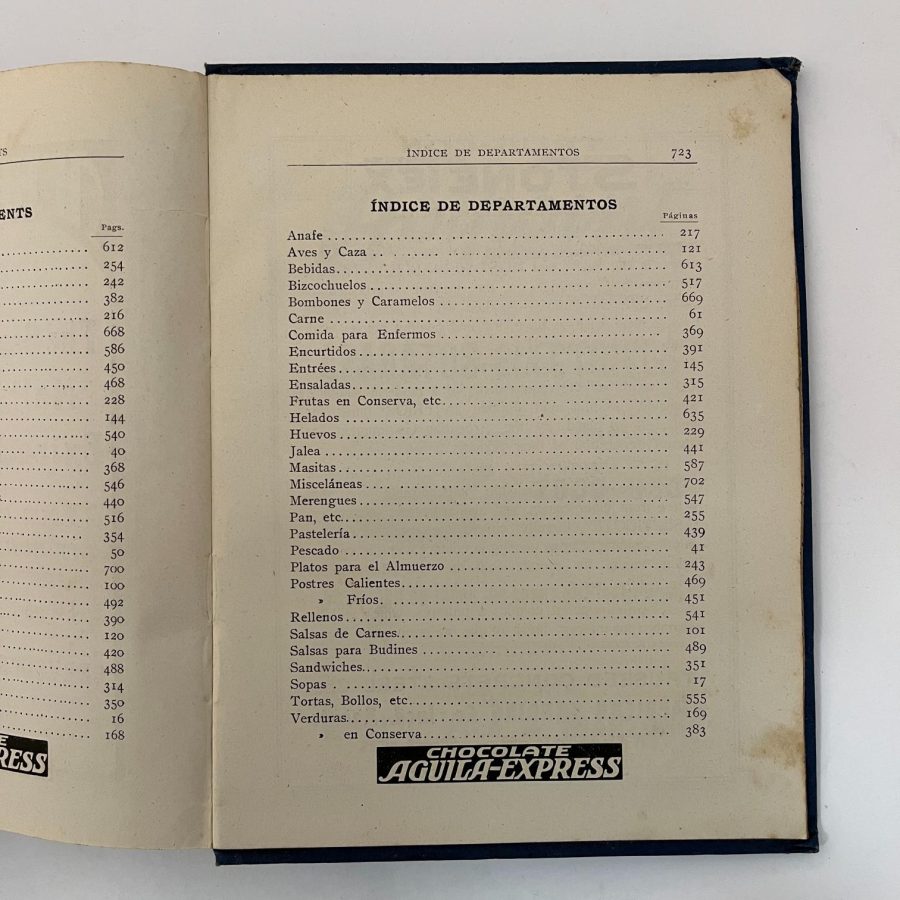 TS
ENTS
Pags.
612
254
242
382
216
668
586
450
468
228
144
540
40
368
546
440
516
354
50
700
100
492
390
120
420
488
314
350
16
168
RESS
ÍNDICE DE DEPARTAMENTOS 723
ÍNDICE DE DEPARTAMENTOS
Páginas
Anafe 217
Aves y Caza 121
Bebidas 613
Bizcochuelos 517
Bombones y Caramelos 669
Carne 61
Comida para Enfermos 369
Encurtidos 391
Entrées 145
Ensaladas 315
Frutas en Conserva, etc. 421
Helados 635
Huevos 229
Jalea 441
Masitas 587
Misceláneas 702
Merengues 547
Pan, etc. 255
Pastelería 439
Pescado 41
Platos para el Almuerzo 243
Postres Calientes 469
» Fríos 451
Rellenos 541
Salsas de Carnes 101
Salsas para Budines 489
Sandwiches 351
Sopas 17
Tortas, Bollos, etc. 555
Verduras 169
» en Conserva 383
CHOCOLATE
AGUILA-EXPRESS